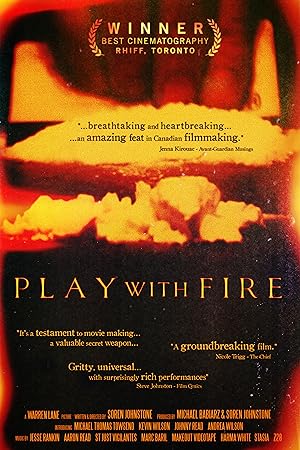 WINNER
BEST CINEMATOGRAPHY
RHIFF, TORONTO
"...breathtaking and heartbreaking...
...an amazing feat in Canadian filmmaking."
Jenna Kirouac - Avant-Guardian Musings
PLAY WITH FIRE
"It's a testament to movie making...
a valuable secret weapon..."
"A groundbreaking film."
Nicole Trigg - The Chief
Gritty, universal...
with surprisingly rich performances"
Steve Johnston - Film Critics
A WARREN LANE PICTURE WRITTEN & DIRECTED BY SOREN JOHNSTONE PRODUCED BY MICHAEL BABIARZ & SOREN JOHNSTONE
INTRODUCING MICHAEL THOMAS TOWNSEND KEVIN WILSON JOHNNY READ ANDREA WILSON
MUSIC BY JESSE RANKIN AARON READ ST JUST VIGILANTES MARC BARIL MAKEOUT VIDEOTAPE HARMA WHITE STASIA